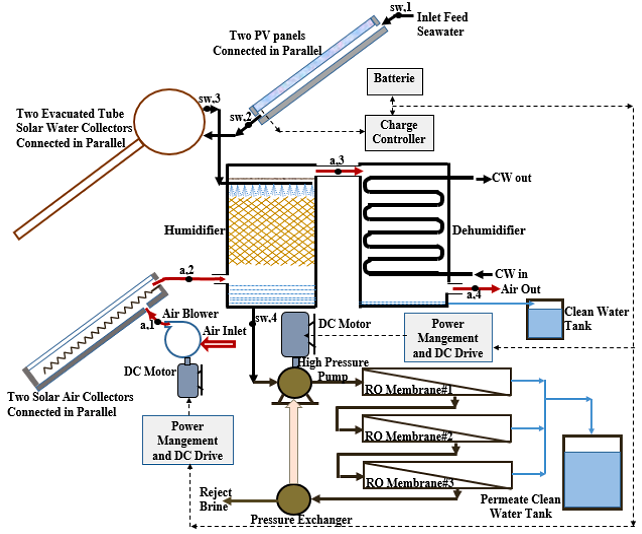 sw,1
Inlet Feed
Seawater
Two PV panels
Connected in Parallel
Batterie
sw,3
Two Evacuated Tube
Solar Water Collectors
Connected in Parallel
sw,2
Charge
Controller
a,3
CW out
Humidifier
Dehumidifier
a,2
CW in
Air Out
a,4
Air Blower
a,1
Air Inlet
sw,4
DC Motor
Power
Mangement
and DC Drive
Clean Water
Tank
High Pressure
Pump
DC Motor
Two Solar Air Collectors
Connected in Parallel
RO Membrane#1
Power
Mangement
and DC Drive
RO Membrane#2
RO Membrane#3
Reject
Brine
Pressure Exchanger
Permeate Clean
Water Tank